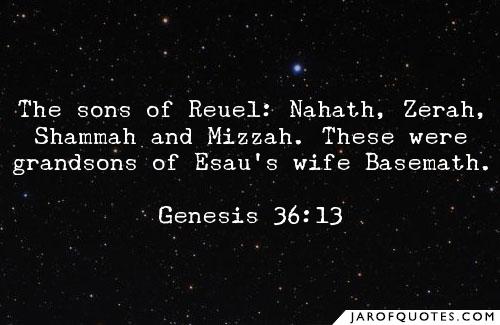 The sons of Reuel: Nahath, Zerah,
Shammah and Mizzah. These were
grandsons of Esau's wife Basemath.
Genesis 36:13
JAROFQUOTES.COM